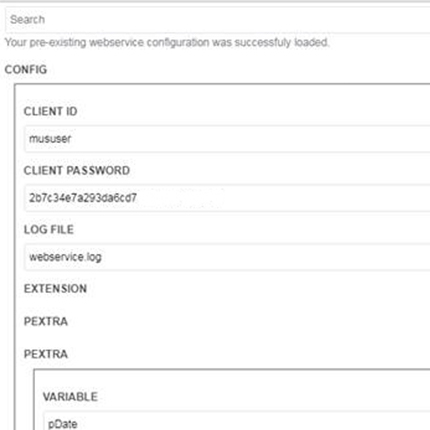 Search
Your pre-existing webservice configuration was successfuly loaded.
CONFIG
CLIENT ID
mususer
CLIENT PASSWORD
2b7c34e7a293da6cd7
LOG FILE
webservice.log
EXTENSION
PEXTRA
PEXTRA
VARIABLE
pDate